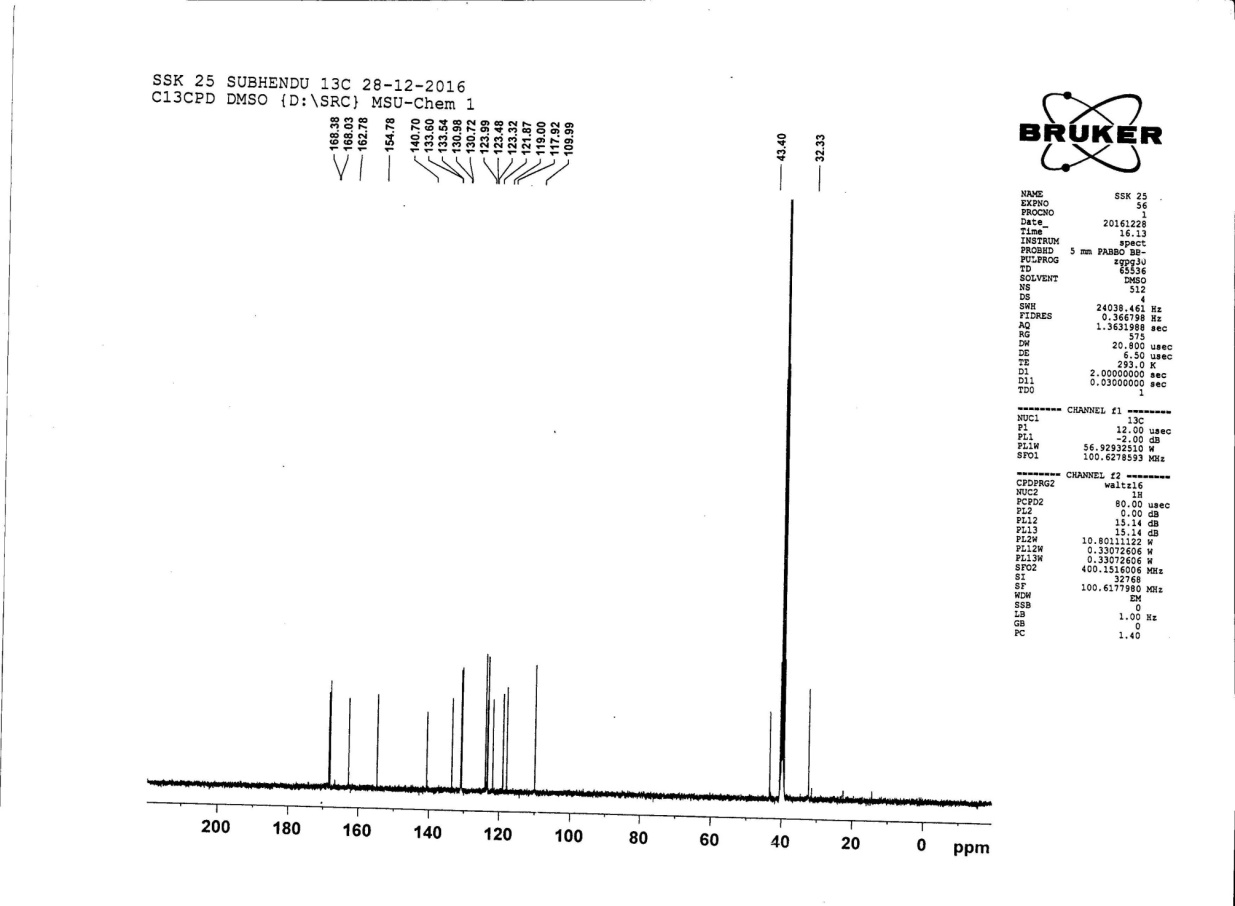 SSK 25 SUBHENDU 13C 28-12-2016
C13CPD DMSO {D:\SRC} MSU-Chem 1
168.38
168.03
162.78
154.78
140.70
133.60
133.54
130.98
130.72
123.99
123.48
123.32
121.87
119.00
117.92
109.99
43.40
32.33
BRUKER
NAME SSK 25
EXPNO 56
PROCNO 1
Date_ 20161228
Time 16.13
INSTRUM spect
PROBHD 5 mm PABBO BB-
PULPROG zgpg30
TD 65536
SOLVENT DMSO
NS 512
DS 4
SWH 24038.461 Hz
FIDRES 0.366798 Hz
AQ 1.3631988 sec
RG 575
DW 20.800 usec
DE 6.50 usec
TE 293.0 K
D1 2.00000000 sec
D11 0.03000000 sec
TD0 1
======== CHANNEL f1 ========
NUC1 13C
P1 12.00 usec
PL1 -2.00 dB
PL1W 56.92932510 W
SFO1 100.6278593 MHz
======== CHANNEL f2 ========
CPDPRG2 waltz16
NUC2 1H
PCPD2 80.00 usec
PL2 0.00 dB
PL12 15.14 dB
PL13 15.14 dB
PL2W 10.80111122 W
PL12W 0.33072606 W
PL13W 0.33072606 W
SFO2 400.1516006 MHz
SI 32768
SF 100.6177980 MHz
WDW EM
SSB 0
LB 1.00 Hz
GB 0
PC 1.40
200 180 160 140 120 100 80 60 40 20 0 ppm